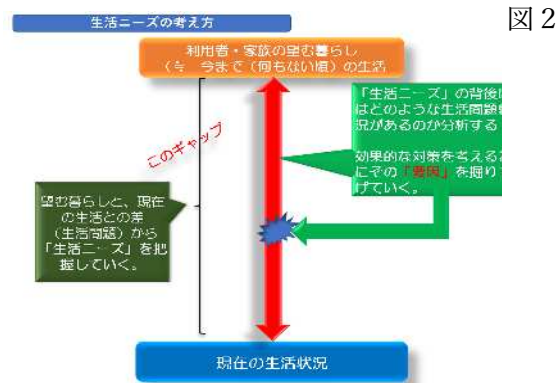 生活ニーズの考え方
図2
利用者・家族の望む暮らし
(≒ 今まで(何もない頃)の生活
このギャップ
「生活ニーズ」の背後
はどのような生活問題
況があるのか分析する
効果的な対策を考える
にその「要因」を掘り
げていく。
望む暮らしと、現在
の生活との差
(生活問題)から
「生活ニーズ」を把
握していく。
現在の生活状況